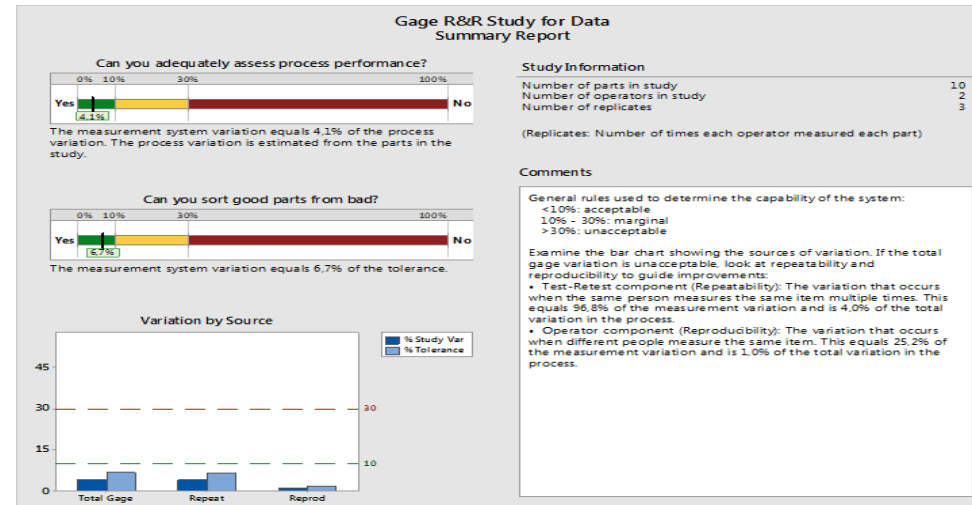 Gage R&R Study for Data
Summary Report
Can you adequately assess process performance?
0% 10% 30% 100%
Yes No
4,1%
The measurement system variation equals 4,1% of the process
variation. The process variation is estimated from the parts in the
study.
Can you sort good parts from bad?
0% 10% 30% 100%
Yes No
6,7%
The measurement system variation equals 6,7% of the tolerance.
Variation by Source
% Study Var
% Tolerance
45
30 30
15
10
0
Total Gage Repeat Reprod
Study Information
Number of parts in study 10
Number of operators in study 2
Number of replicates 3
(Replicates: Number of times each operator measured each part)
Comments
General rules used to determine the capability of the system:
<10%: acceptable
10% - 30%: marginal
>30%: unacceptable
Examine the bar chart showing the sources of variation. If the total
gage variation is unacceptable, look at repeatability and
reproducibility to guide improvements:
• Test-Retest component (Repeatability): The variation that occurs
when the same person measures the same item multiple times. This
equals 96,8% of the measurement variation and is 4,0% of the total
variation in the process.
• Operator component (Reproducibility): The variation that occurs
when different people measure the same item. This equals 25,2% of
the measurement variation and is 1,0% of the total variation in the
process.